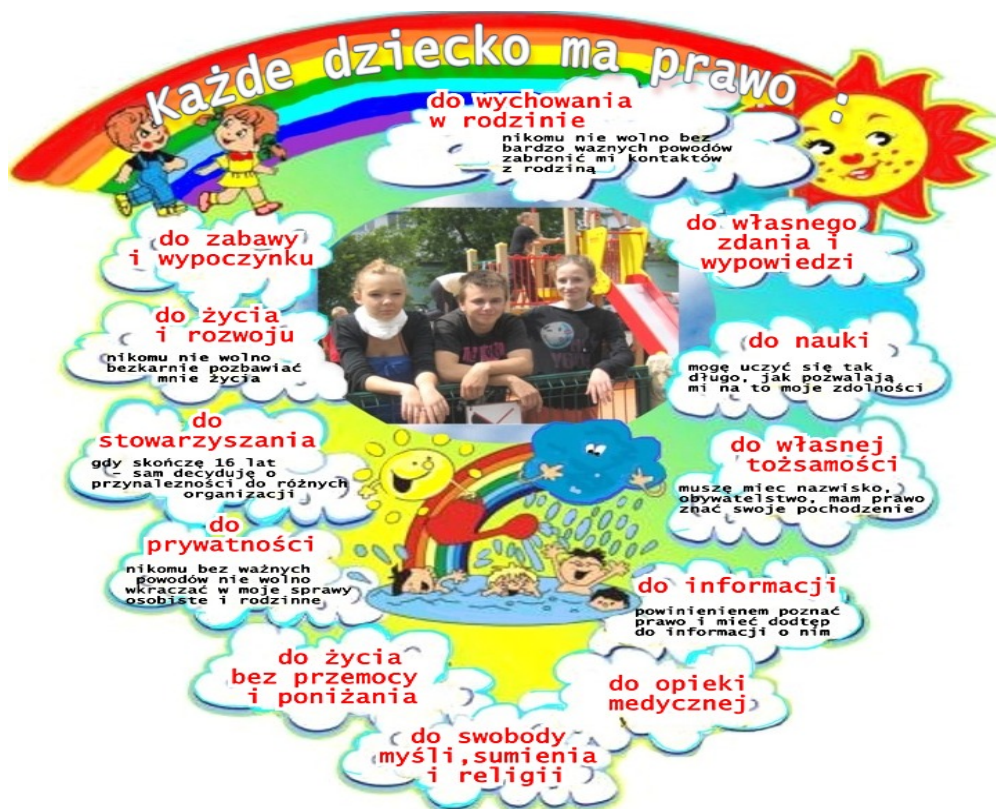 Każde dziecko ma prawo :
do wychowania
w rodzinie
nikomu nie wolno bez
bardzo waznych powodów
zabronić mi kontaktów
z rodziną
do zabawy
i wypoczynku
do własnego
zdania i
wypowiedzi
do życia
i rozwoju
nikomu nie wolno
bezkarnie pozbawiać
mnie życia
do nauki
mogę uczyć się tak
długo, jak pozwalają
mi na to moje zdolności
do
stowarzyszania
gdy skończę 16 lat
- sam decyduję o
przynalezności do różnych
organizacji
do własnej
tożsamości
muszę miec nazwisko,
obywatelstwo, mam prawo
znać swoje pochodzenie
do
prywatności
nikomu bez ważnych
powodów nie wolno
wkraczać w moje sprawy
osobiste i rodzinne
do informacji
powinienienem poznać
prawo i mieć dodtęp
do informacji o nim
do życia
bez przemocy
i poniżania
do opieki
medycznej
do swobody
myśli,sumienia
i religii